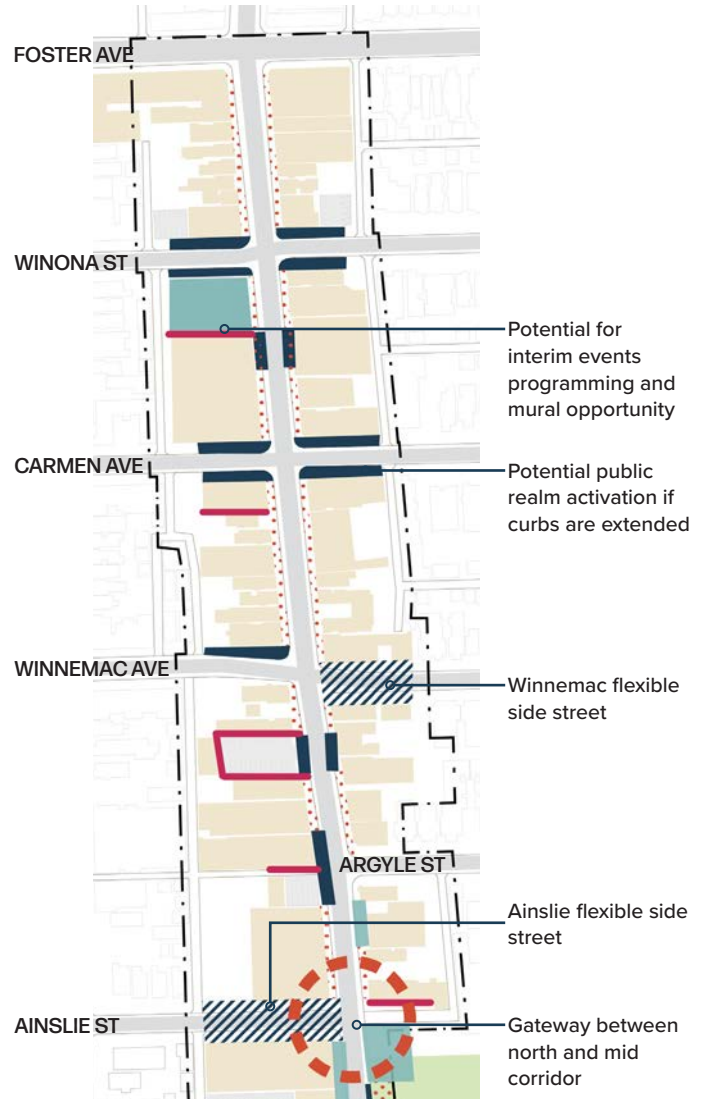 FOSTER AVE
WINONA ST
Potential for
interim events
programming and
mural opportunity
CARMEN AVE
Potential public
realm activation if
curbs are extended
WINNEMAC AVE
Winnemac flexible
side street
ARGYLE ST
Ainslie flexible side
street
AINSLIE ST
Gateway between
north and mid
corridor